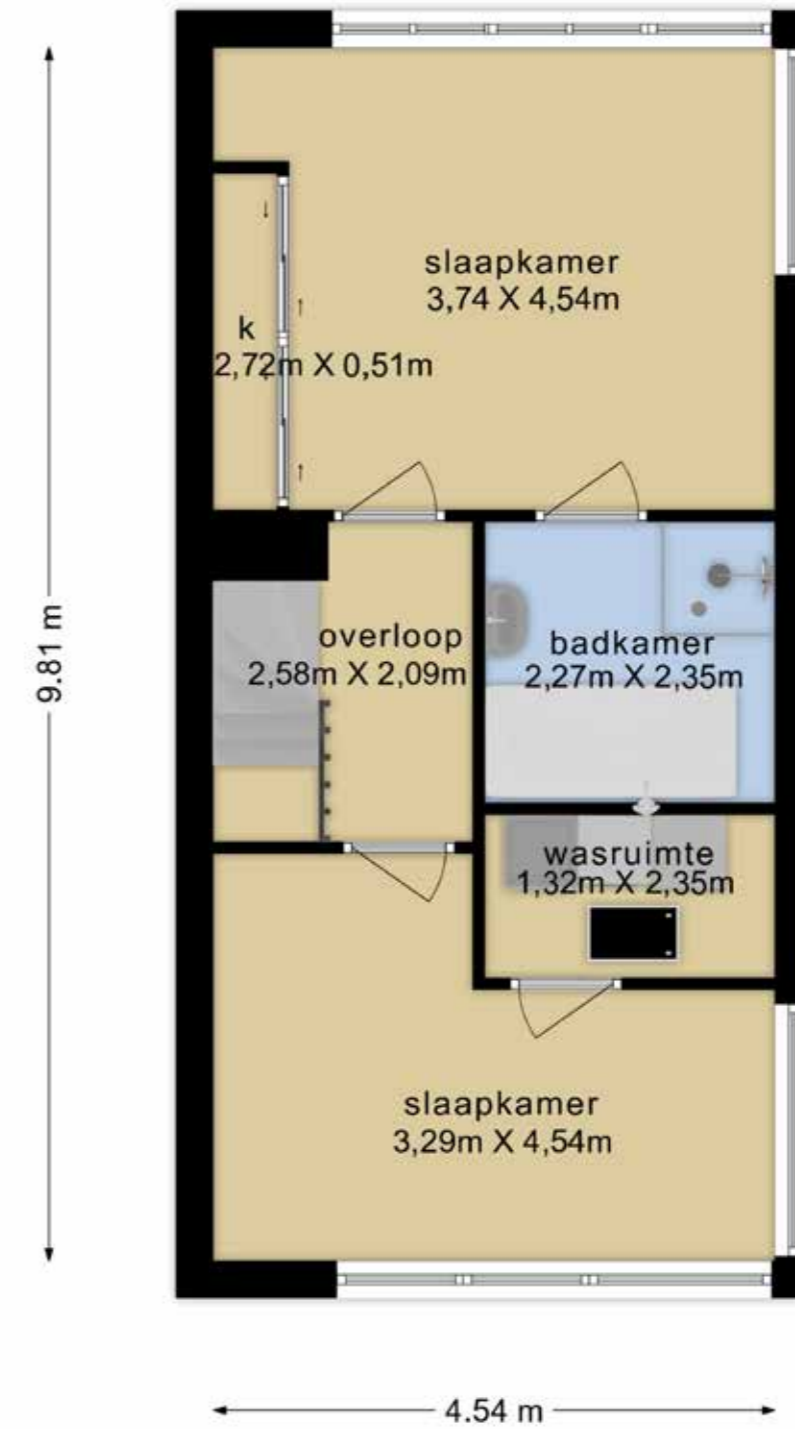 slaapkamer
3,74 X 4,54m
k
2,72m X 0,51m
overloop
2,58m X 2,09m
badkamer
2,27m X 2,35m
9.81 m
wasruimte
1,32m X 2,35m
slaapkamer
3,29m X 4,54m
4.54 m